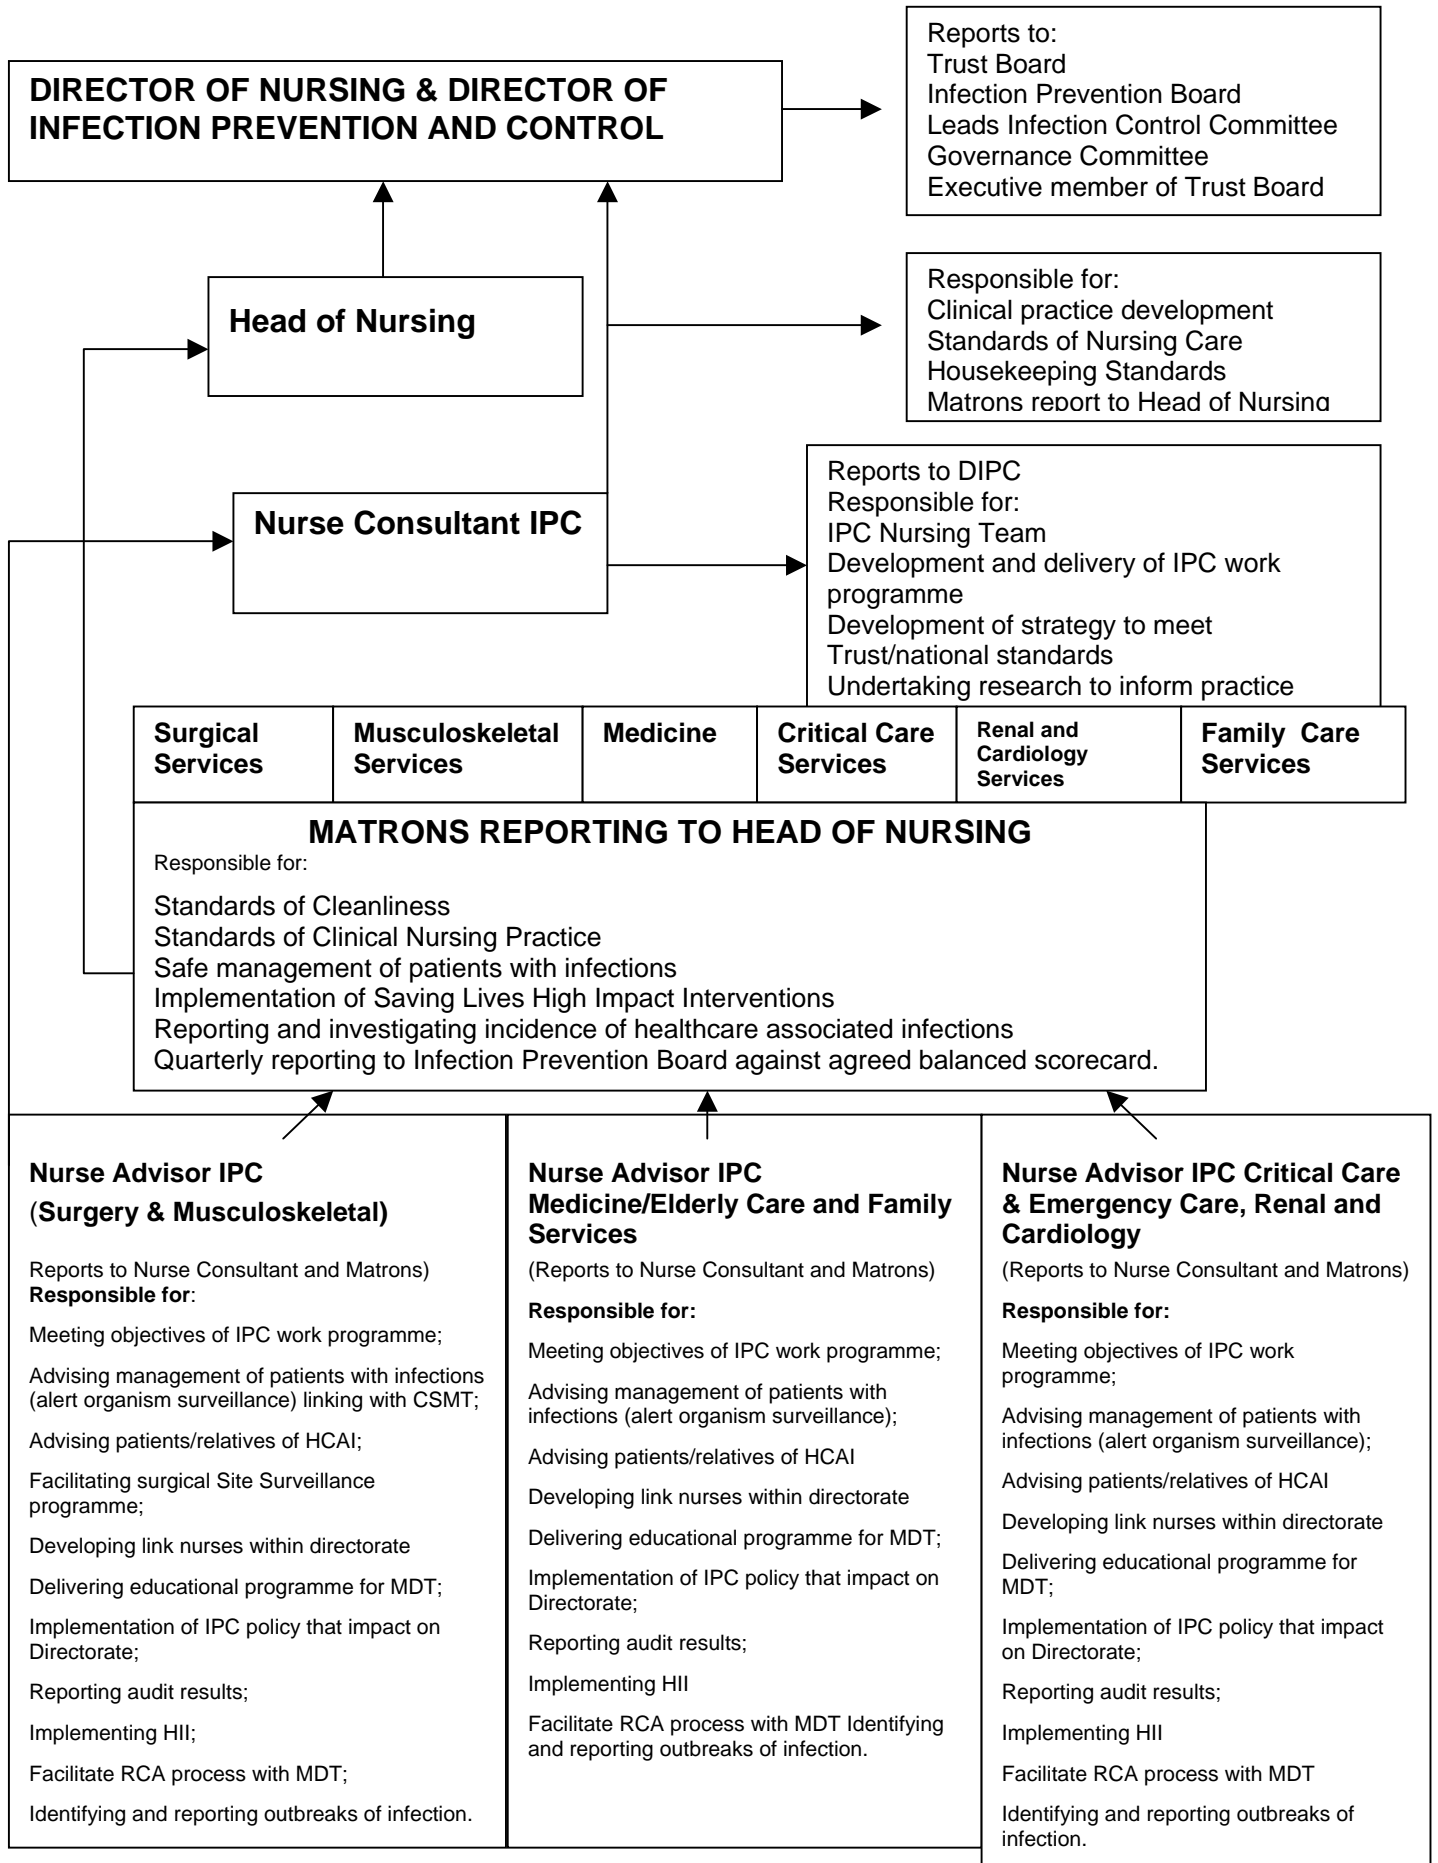 DIRECTOR OF NURSING & DIRECTOR OF
INFECTION PREVENTION AND CONTROL
Reports to:
Trust Board
Infection Prevention Board
Leads Infection Control Committee
Governance Committee
Executive member of Trust Board
Head of Nursing
Responsible for:
Clinical practice development
Standards of Nursing Care
Housekeeping Standards
Matrons report to Head of Nursing
Nurse Consultant IPC
Reports to DIPC
Responsible for:
IPC Nursing Team
Development and delivery of IPC work
programme
Development of strategy to meet
Trust/national standards
Undertaking research to inform practice
Surgical
Services
Musculoskeletal
Services
Medicine
Critical Care
Services
Renal and
Cardiology
Services
Family Care
Services
MATRONS REPORTING TO HEAD OF NURSING
Responsible for:
Standards of Cleanliness
Standards of Clinical Nursing Practice
Safe management of patients with infections
Implementation of Saving Lives High Impact Interventions
Reporting and investigating incidence of healthcare associated infections
Quarterly reporting to Infection Prevention Board against agreed balanced scorecard.
Nurse Advisor IPC
(Surgery & Musculoskeletal)
Reports to Nurse Consultant and Matrons)
Responsible for:
Meeting objectives of IPC work programme;
Advising management of patients with infections
(alert organism surveillance) linking with CSMT;
Advising patients/relatives of HCAI;
Facilitating surgical Site Surveillance
programme;
Developing link nurses within directorate
Delivering educational programme for MDT;
Implementation of IPC policy that impact on
Directorate;
Reporting audit results;
Implementing HII;
Facilitate RCA process with MDT;
Identifying and reporting outbreaks of infection.
Nurse Advisor IPC
Medicine/Elderly Care and Family
Services
(Reports to Nurse Consultant and Matrons)
Responsible for:
Meeting objectives of IPC work programme;
Advising management of patients with
infections (alert organism surveillance);
Advising patients/relatives of HCAI
Developing link nurses within directorate
Delivering educational programme for MDT;
Implementation of IPC policy that impact on
Directorate;
Reporting audit results;
Implementing HII
Facilitate RCA process with MDT Identifying
and reporting outbreaks of infection.
Nurse Advisor IPC Critical Care
& Emergency Care, Renal and
Cardiology
(Reports to Nurse Consultant and Matrons)
Responsible for:
Meeting objectives of IPC work
programme;
Advising management of patients with
infections (alert organism surveillance);
Advising patients/relatives of HCAI
Developing link nurses within directorate
Delivering educational programme for
MDT;
Implementation of IPC policy that impact
on Directorate;
Reporting audit results;
Implementing HII
Facilitate RCA process with MDT
Identifying and reporting outbreaks of
infection.